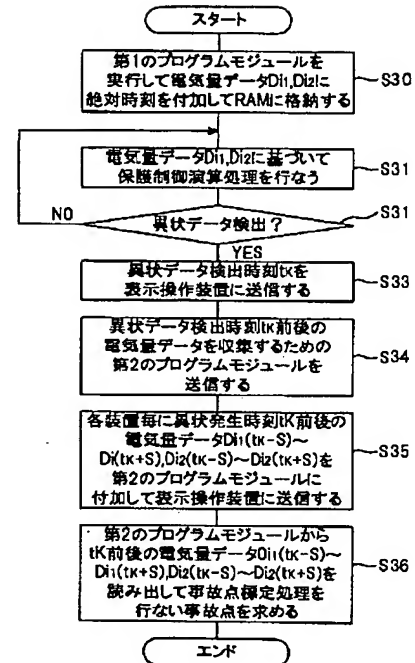 スタート
第1のプログラムモジュールを
実行して電気量データDi1,Di2に
絶対時刻を付加してRAMに格納する
S30
電気量データDi1,Di2に基づいて
保護制御演算処理を行なう
S31
NO
異状データ検出?
S31
YES
異状データ検出時刻tKを
表示操作装置に送信する
S33
異状データ検出時刻tK前後の
電気量データを収集するための
第2のプログラムモジュールを
送信する
S34
各装置毎に異状発生時刻tK前後の
電気量データDi1(tK-S)~
Di(tK+S),Di2(tK-S)~Di2(tK+S)を
第2のプログラムモジュールに
付加して表示操作装置に送信する
S35
第2のプログラムモジュールから
tK前後の電気量データDi1(tK-S)~
Di1(tK+S),Di2(tK-S)~Di2(tK+S)を
読み出して事故点標定処理を
行ない事故点を求める
S36
エンド